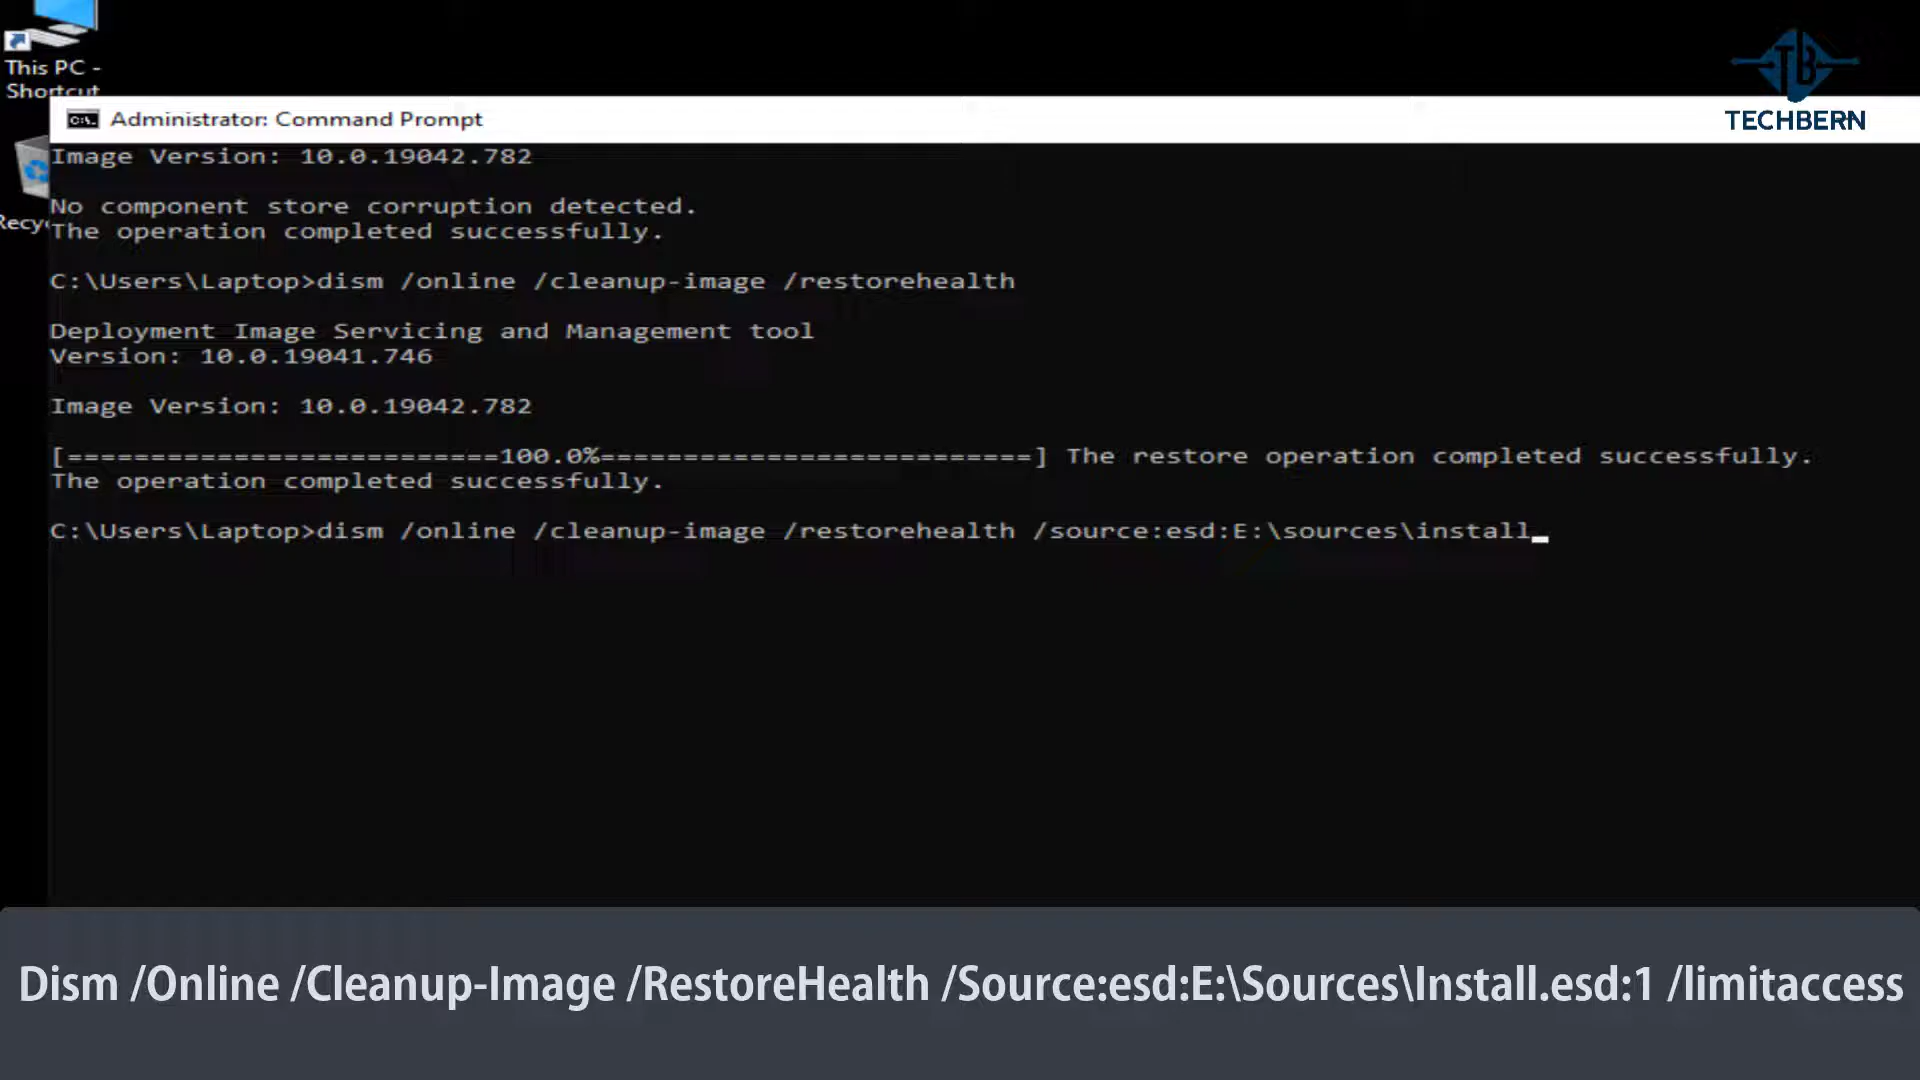 This PC -
Shortcut
TECHBERN
Administrator: Command Prompt
Image Version: 10.0.19042.782
No component store corruption detected.
The operation completed successfully.
C:\Users\Laptop>dism /online /cleanup-image /restorehealth
Deployment Image Servicing and Management tool
Version: 10.0.19041.746
Image Version: 10.0.19042.782
[==========================100.0%==========================] The restore operation completed successfully.
The operation completed successfully.
C:\Users\Laptop>dism /online /cleanup-image /restorehealth /source:esd:E:\sources\install_
Dism /Online /Cleanup-Image /RestoreHealth /Source:esd:E:\Sources\Install.esd:1 /limitaccess